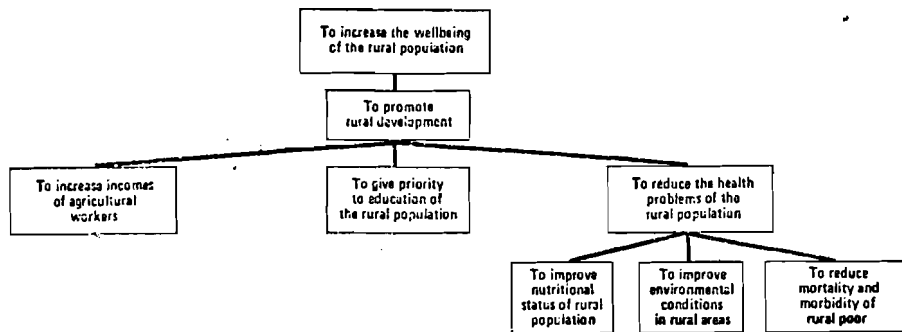 To increase the wellbeing
of the rural population
To promote
rural development
To increase incomes
of agricultural
workers
To give priority
to education of
the rural population
To reduce the health
problems of the
rural population
To improve
nutritional
status of rural
population
To improve
environmental
conditions
in rural areas
To reduce
mortality and
morbidity of
rural poor